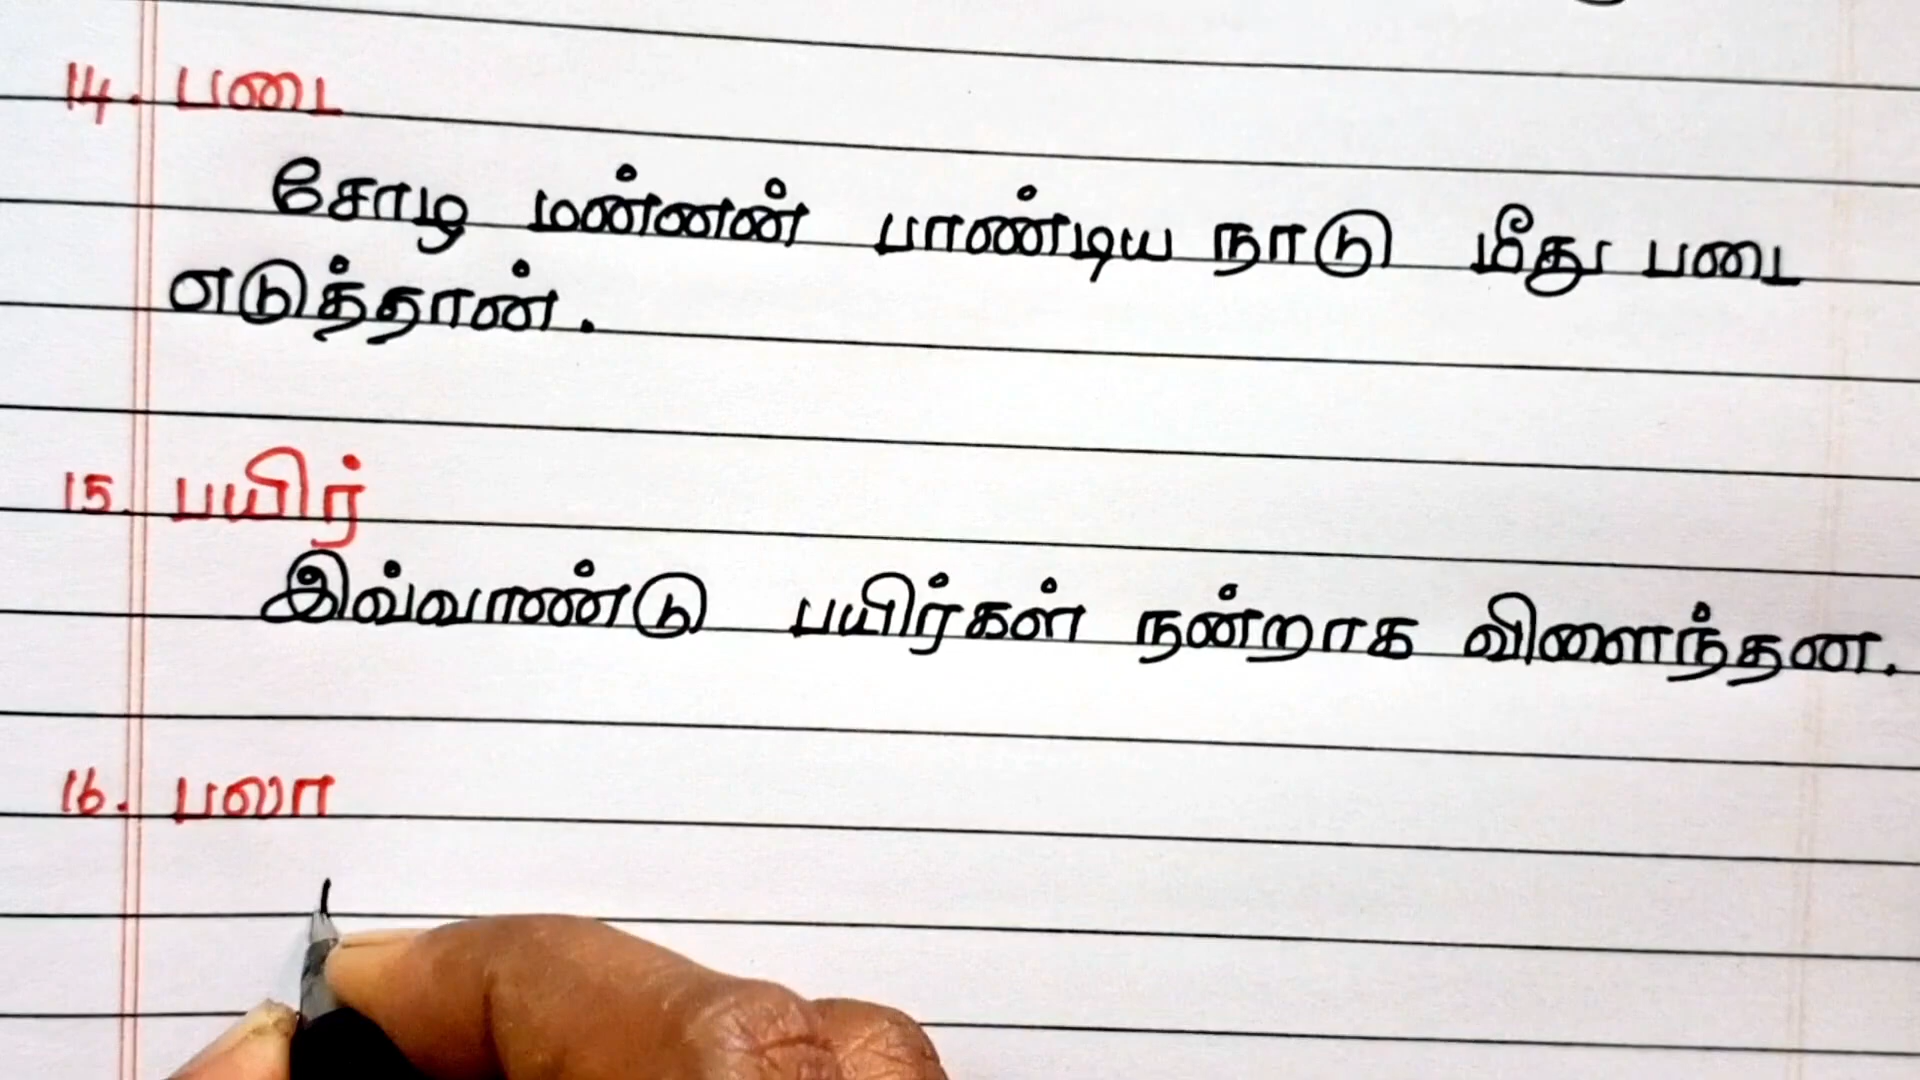 14. படை
சோழ மன்னன் பாண்டிய நாடு மீது படை
எடுத்தான்.
15. பயிர்
இவ்வாண்டு பயிர்கள் நன்றாக விளைந்தன.
16. பலா